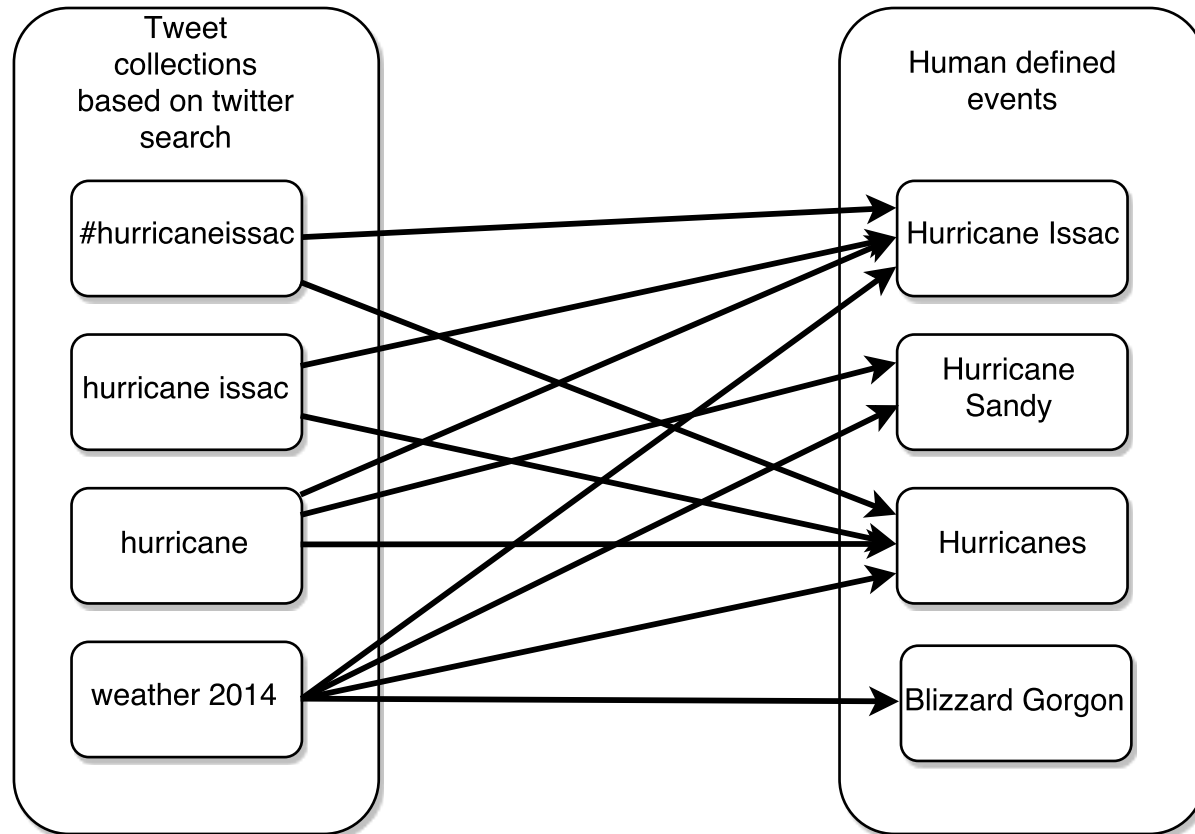 Tweet
collections
based on twitter
search
#hurricaneissac
hurricane issac
hurricane
weather 2014
Human defined
events
Hurricane Issac
Hurricane
Sandy
Hurricanes
Blizzard Gorgon